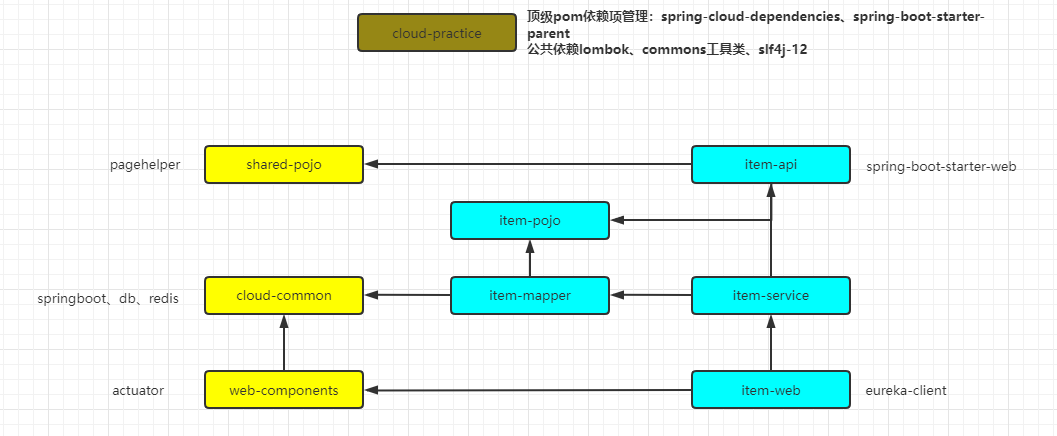 cloud-practice
顶级pom依赖项管理：spring-cloud-dependencies、spring-boot-starter-
parent
公共依赖lombok、commons工具类、slf4j-12
pagehelper
shared-pojo
item-api
spring-boot-starter-web
item-pojo
springboot、db、redis
cloud-common
item-mapper
item-service
actuator
web-components
item-web
eureka-client